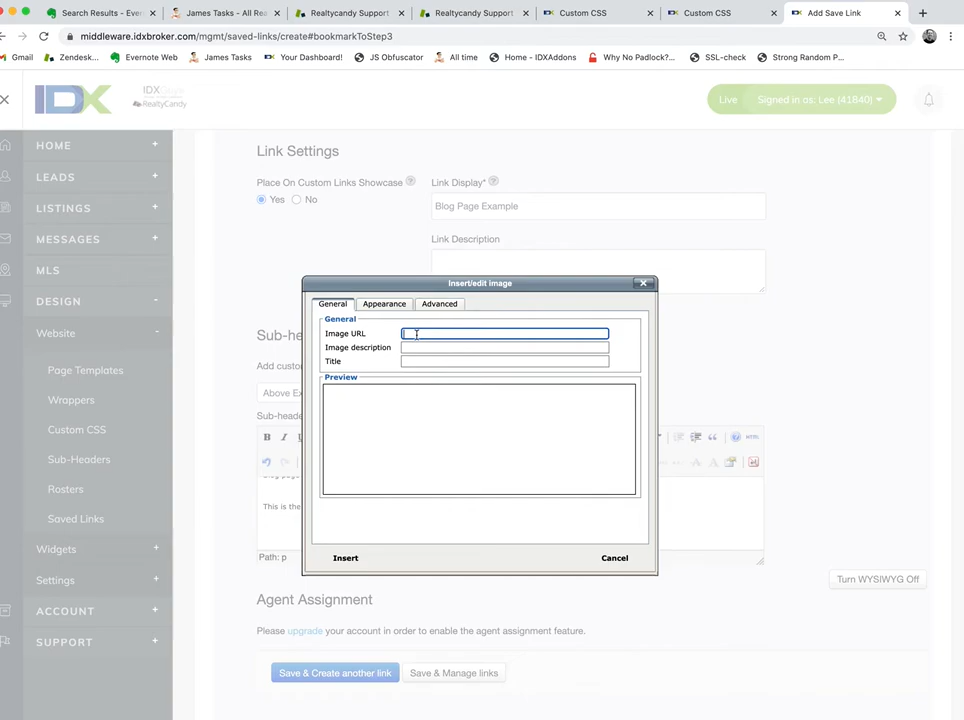 Search Results - Ever
James Tasks - All Rea
Realtycandy Support
Realtycandy Support
Custom CSS
Custom CSS
Add Save Link
middleware.idxbroker.com/mgmt/saved-links/create#bookmarkToStep3
Gmail
Zendesk...
Evernote Web
James Tasks
Your Dashboard!
JS Obfuscator
All time
Home - IDXAddons
Why No Padlock?...
SSL-check
Strong Random P...
IDX
RealtyCandy
Live
Signed in as: Lee (41640)
HOME +
LEADS +
LISTINGS +
MESSAGES +
MLS
DESIGN -
Website -
Page Templates
Wrappers
Custom CSS
Sub-Headers
Rosters
Saved Links
Widgets +
Settings +
ACCOUNT +
SUPPORT +
Link Settings
Place On Custom Links Showcase ?
Yes No
Link Display* ?
Blog Page Example
Link Description
Sub-he
Add custo
Above Ex
Sub-heade
B I U
HTML
This is the
Path: p
Turn WYSIWYG Off
Insert/edit image
General
Appearance
Advanced
General
Image URL
Image description
Title
Preview
Insert
Cancel
Agent Assignment
Please upgrade your account in order to enable the agent assignment feature.
Save & Create another link
Save & Manage links